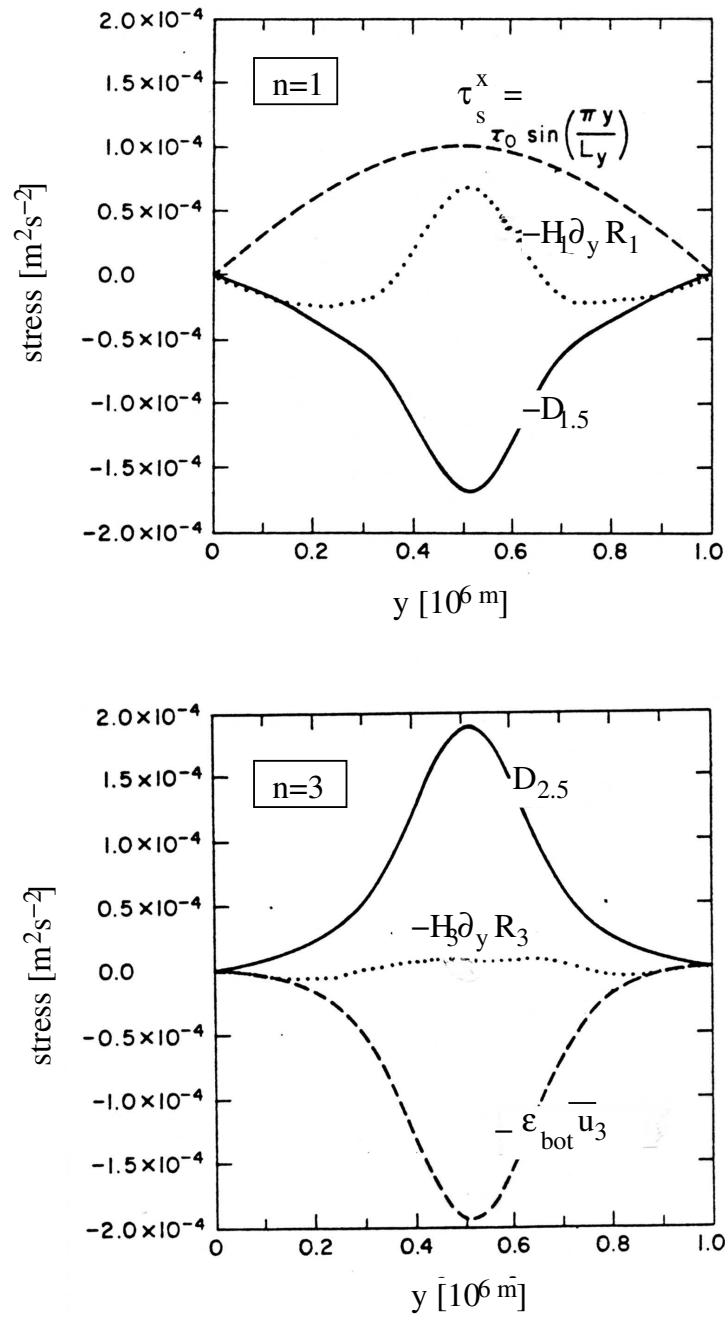 2.0×10⁻⁴
n=1
1.5×10⁻⁴
τₛˣ =
τ₀ sin(πy/L_y)
1.0×10⁻⁴
0.5×10⁻⁴
−H₁∂_y R₁
0.0
−0.5×10⁻⁴
−1.0×10⁻⁴
−D₁.₅
−1.5×10⁻⁴
−2.0×10⁻⁴
stress [m²s⁻²]
0 0.2 0.4 0.6 0.8 1.0
y [10⁶ ᵐ]
2.0×10⁻⁴
n=3
1.5×10⁻⁴
D₂.₅
1.0×10⁻⁴
0.5×10⁻⁴
−H₃∂_y R₃
0.0
−0.5×10⁻⁴
−1.0×10⁻⁴
− ε_bot u̅₃
−1.5×10⁻⁴
−2.0×10⁻⁴
stress [m²s⁻²]
0 0.2 0.4 0.6 0.8 1.0
y [10⁶ ᵐ]